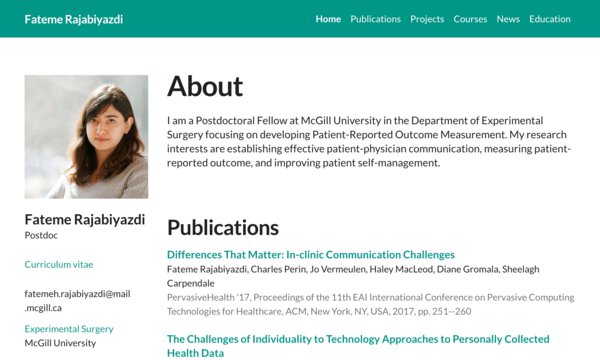 Fateme Rajabiyazdi
Home Publications Projects Courses News Education
Fateme Rajabiyazdi
Postdoc
Curriculum vitae
fatemeh.rajabiyazdi@mail
.mcgill.ca
Experimental Surgery
McGill University
About
I am a Postdoctoral Fellow at McGill University in the Department of Experimental
Surgery focusing on developing Patient-Reported Outcome Measurement. My research
interests are establishing effective patient-physician communication, measuring patient-
reported outcome, and improving patient self-management.
Publications
Differences That Matter: In-clinic Communication Challenges
Fateme Rajabiyazdi, Charles Perin, Jo Vermeulen, Haley MacLeod, Diane Gromala, Sheelagh
Carpendale
PervasiveHealth '17, Proceedings of the 11th EAI International Conference on Pervasive Computing
Technologies for Healthcare, ACM, New York, NY, USA, 2017, pp. 251--260
The Challenges of Individuality to Technology Approaches to Personally Collected
Health Data